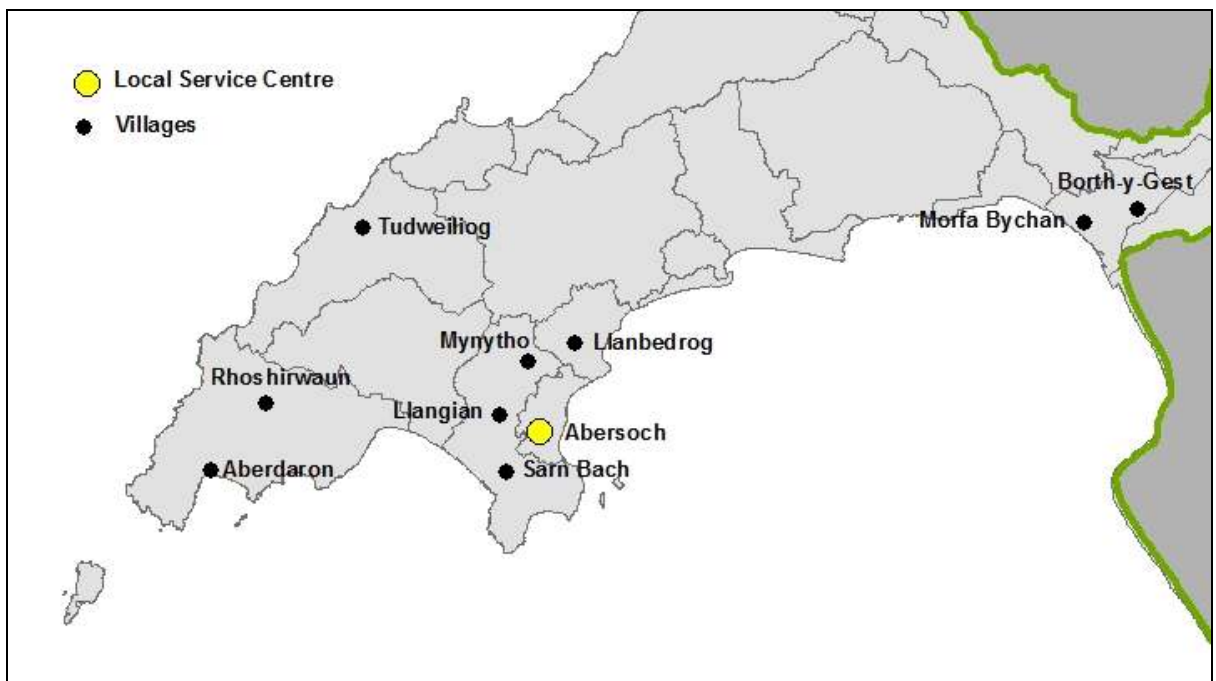 Local Service Centre
Villages
Borth-y-Gest
Morfa Bychan
Tudweiliog
Mynytho
Llanbedrog
Rhoshirwaun
Llangian
Abersoch
Aberdaron
Sarn Bach